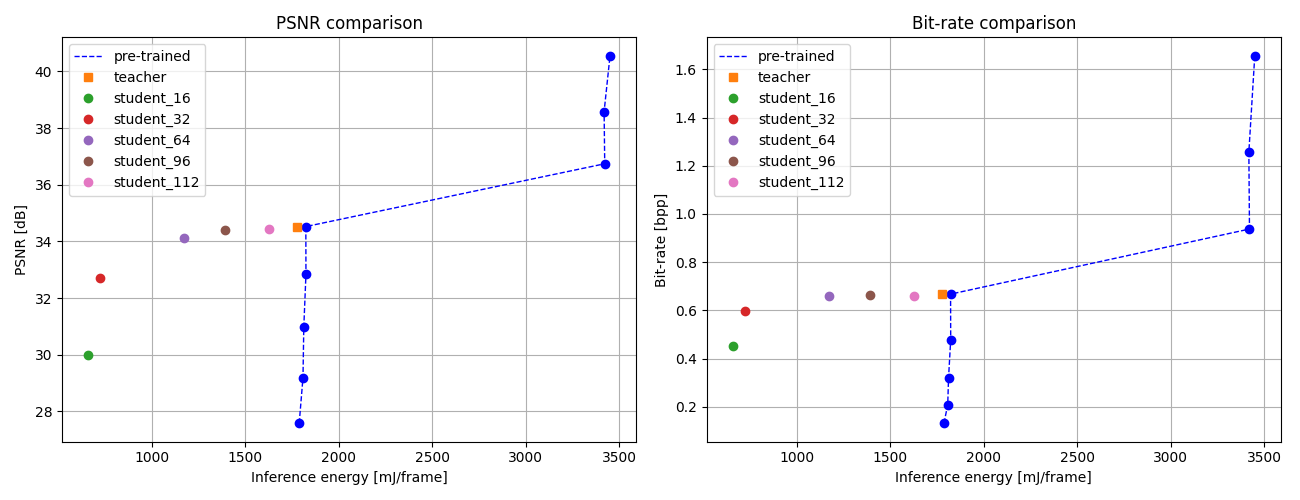 PSNR comparison
PSNR [dB]
40
38
36
34
32
30
28
pre-trained
teacher
student_16
student_32
student_64
student_96
student_112
1000
1500
2000
2500
3000
3500
Inference energy [mJ/frame]
Bit-rate comparison
Bit-rate [bpp]
1.6
1.4
1.2
1.0
0.8
0.6
0.4
0.2
pre-trained
teacher
student_16
student_32
student_64
student_96
student_112
1000
1500
2000
2500
3000
3500
Inference energy [mJ/frame]